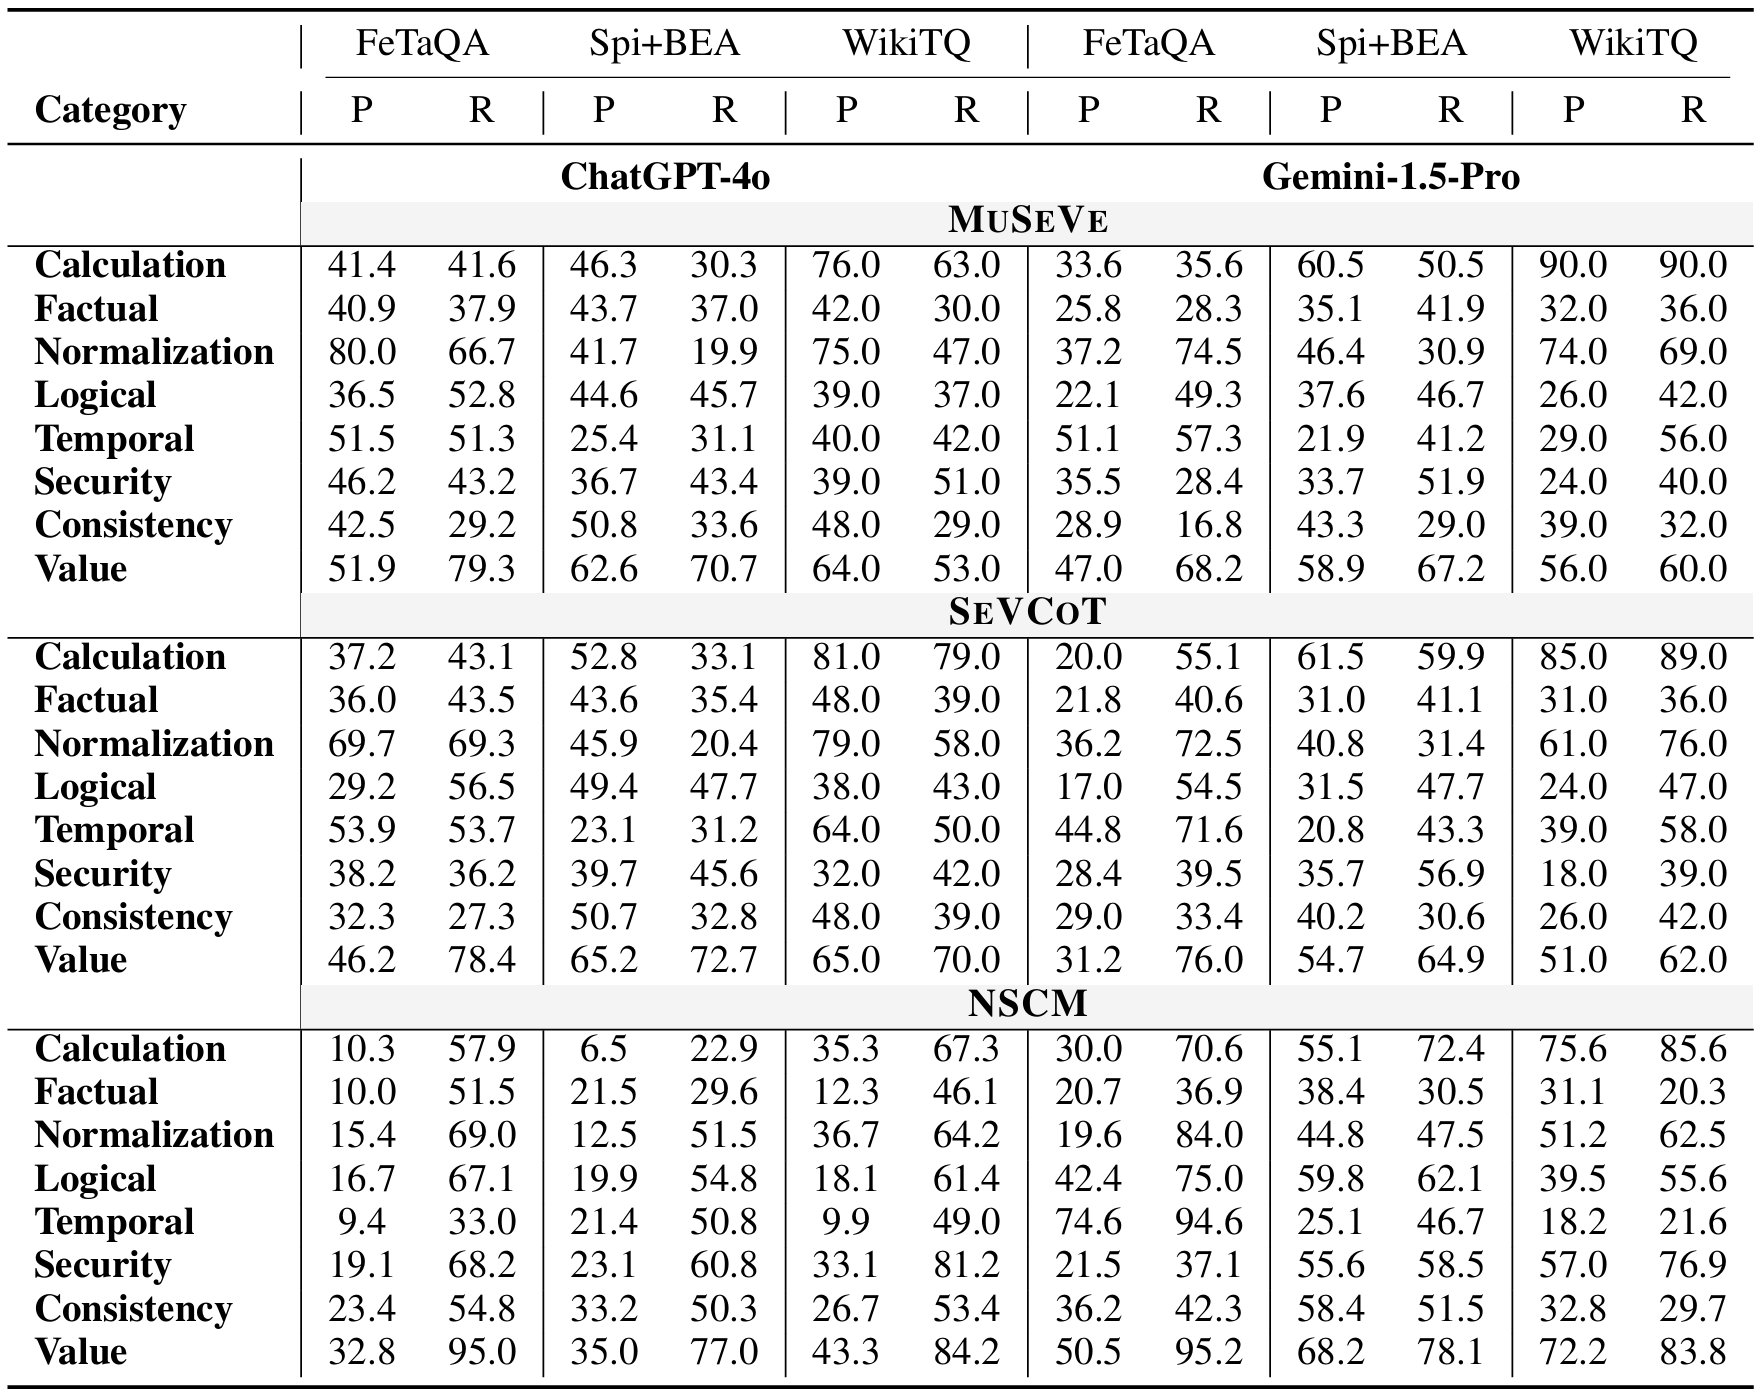 FeTaQA Spi+BEA WikiTQ FeTaQA Spi+BEA WikiTQ
Category P R P R P R P R P R P R
ChatGPT-4o Gemini-1.5-Pro
MUSEVE
Calculation 41.4 41.6 46.3 30.3 76.0 63.0 33.6 35.6 60.5 50.5 90.0 90.0
Factual 40.9 37.9 43.7 37.0 42.0 30.0 25.8 28.3 35.1 41.9 32.0 36.0
Normalization 80.0 66.7 41.7 19.9 75.0 47.0 37.2 74.5 46.4 30.9 74.0 69.0
Logical 36.5 52.8 44.6 45.7 39.0 37.0 22.1 49.3 37.6 46.7 26.0 42.0
Temporal 51.5 51.3 25.4 31.1 40.0 42.0 51.1 57.3 21.9 41.2 29.0 56.0
Security 46.2 43.2 36.7 43.4 39.0 51.0 35.5 28.4 33.7 51.9 24.0 40.0
Consistency 42.5 29.2 50.8 33.6 48.0 29.0 28.9 16.8 43.3 29.0 39.0 32.0
Value 51.9 79.3 62.6 70.7 64.0 53.0 47.0 68.2 58.9 67.2 56.0 60.0
SEVCOT
Calculation 37.2 43.1 52.8 33.1 81.0 79.0 20.0 55.1 61.5 59.9 85.0 89.0
Factual 36.0 43.5 43.6 35.4 48.0 39.0 21.8 40.6 31.0 41.1 31.0 36.0
Normalization 69.7 69.3 45.9 20.4 79.0 58.0 36.2 72.5 40.8 31.4 61.0 76.0
Logical 29.2 56.5 49.4 47.7 38.0 43.0 17.0 54.5 31.5 47.7 24.0 47.0
Temporal 53.9 53.7 23.1 31.2 64.0 50.0 44.8 71.6 20.8 43.3 39.0 58.0
Security 38.2 36.2 39.7 45.6 32.0 42.0 28.4 39.5 35.7 56.9 18.0 39.0
Consistency 32.3 27.3 50.7 32.8 48.0 39.0 29.0 33.4 40.2 30.6 26.0 42.0
Value 46.2 78.4 65.2 72.7 65.0 70.0 31.2 76.0 54.7 64.9 51.0 62.0
NSCM
Calculation 10.3 57.9 6.5 22.9 35.3 67.3 30.0 70.6 55.1 72.4 75.6 85.6
Factual 10.0 51.5 21.5 29.6 12.3 46.1 20.7 36.9 38.4 30.5 31.1 20.3
Normalization 15.4 69.0 12.5 51.5 36.7 64.2 19.6 84.0 44.8 47.5 51.2 62.5
Logical 16.7 67.1 19.9 54.8 18.1 61.4 42.4 75.0 59.8 62.1 39.5 55.6
Temporal 9.4 33.0 21.4 50.8 9.9 49.0 74.6 94.6 25.1 46.7 18.2 21.6
Security 19.1 68.2 23.1 60.8 33.1 81.2 21.5 37.1 55.6 58.5 57.0 76.9
Consistency 23.4 54.8 33.2 50.3 26.7 53.4 36.2 42.3 58.4 51.5 32.8 29.7
Value 32.8 95.0 35.0 77.0 43.3 84.2 50.5 95.2 68.2 78.1 72.2 83.8